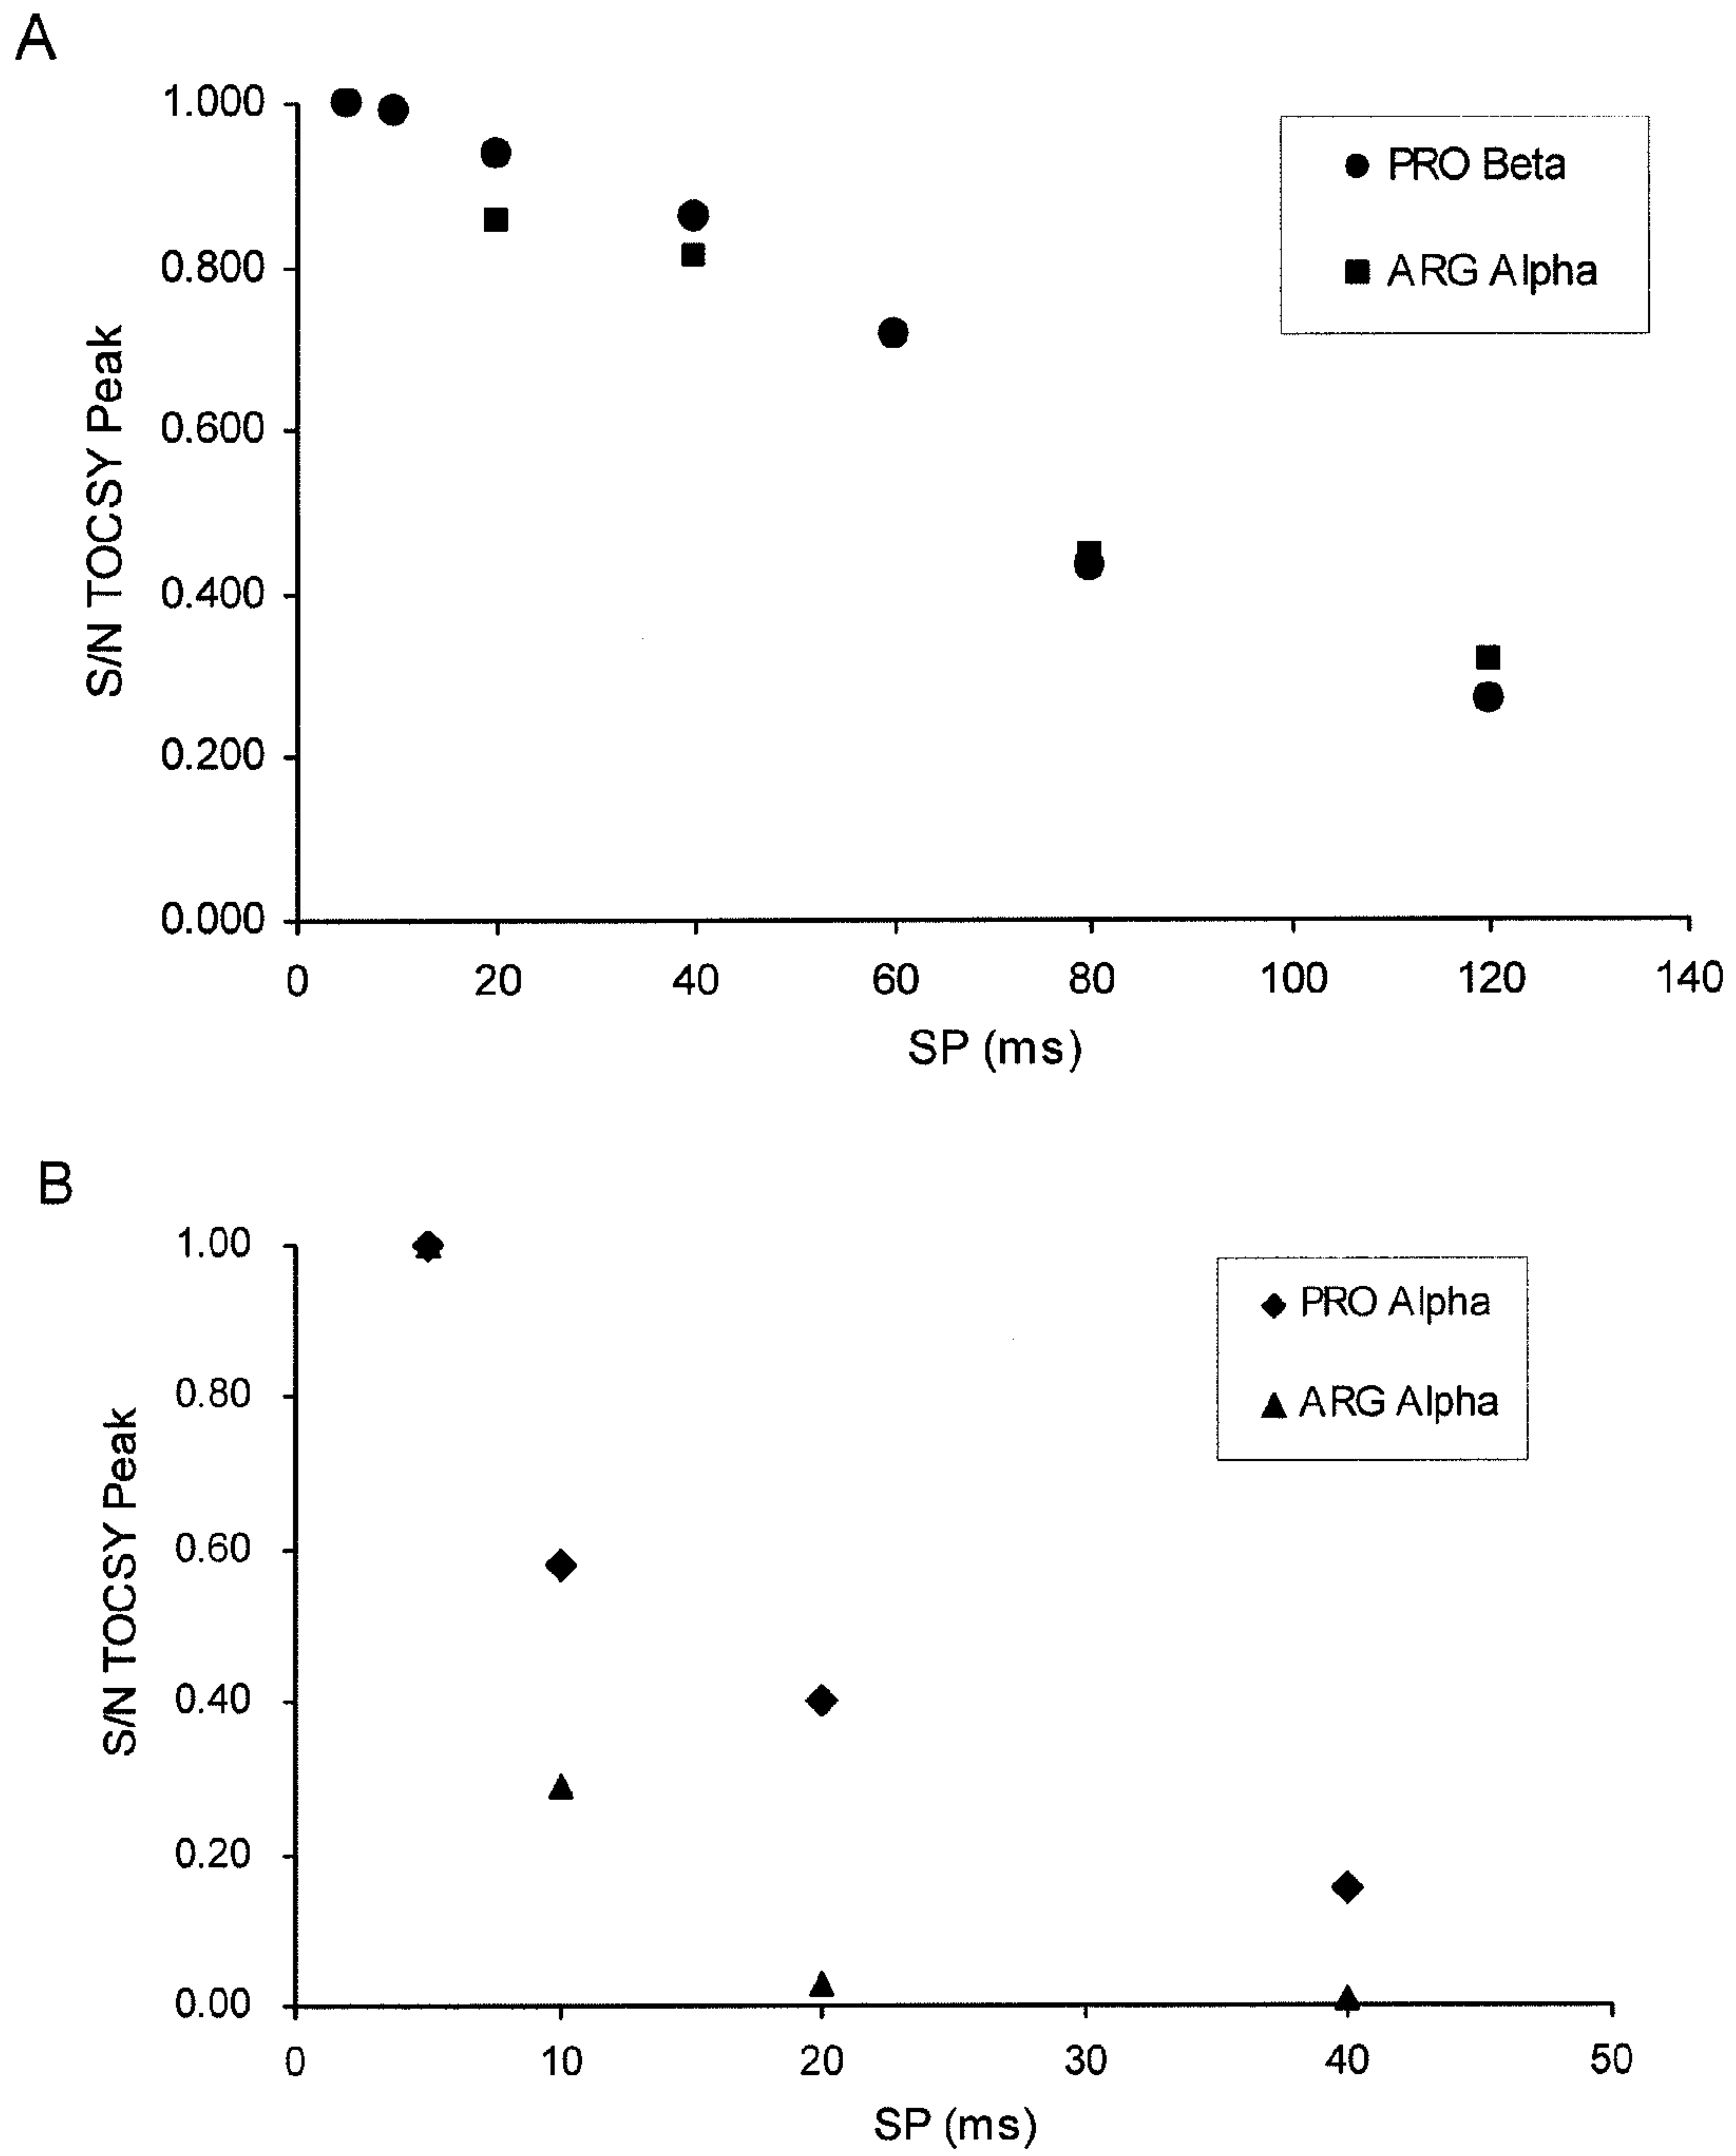 A
1.000
0.800
0.600
0.400
0.200
0.000
S/N TOCSY Peak
PRO Beta
ARG Alpha
0 20 40 60 80 100 120 140
SP (ms)
B
1.00
0.80
0.60
0.40
0.20
0.00
S/N TOCSY Peak
PRO Alpha
ARG Alpha
0 10 20 30 40 50
SP (ms)